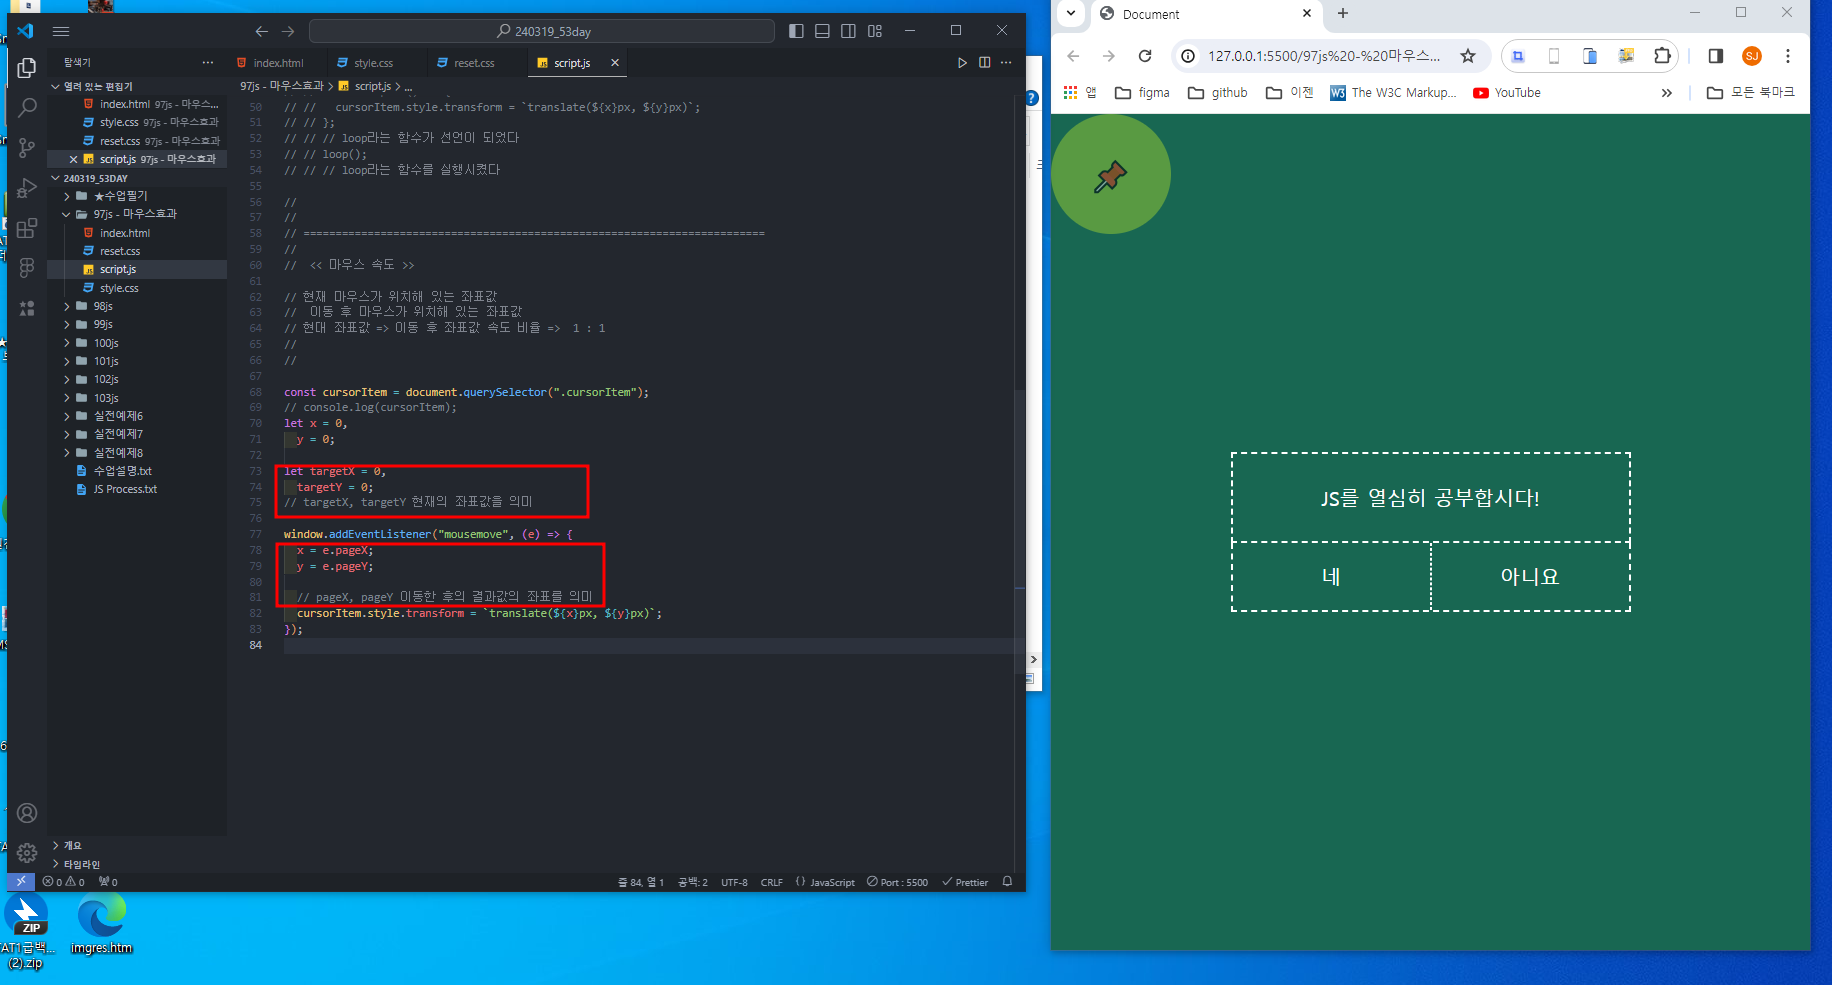 240319_53day
탐색기
열려 있는 편집기
index.html 97js - 마우스...
style.css 97js - 마우스효과
reset.css 97js - 마우스효과
script.js 97js - 마우스효과
240319_53DAY
★수업필기
97js - 마우스효과
index.html
reset.css
script.js
style.css
98js
99js
100js
101js
102js
103js
실전예제6
실전예제7
실전예제8
수업설명.txt
JS Process.txt
개요
타임라인
index.html
style.css
reset.css
script.js
97js - 마우스효과 > script.js > ...
50 // // cursorItem.style.transform = `translate(${x}px, ${y}px)`;
51 // // };
52 // // // loop라는 함수가 선언이 되었다
53 // // loop();
54 // // // loop라는 함수를 실행시켰다
55
56 //
57 //
58 // ========================================================================
59 //
60 // << 마우스 속도 >>
61
62 // 현재 마우스가 위치해 있는 좌표값
63 // 이동 후 마우스가 위치해 있는 좌표값
64 // 현대 좌표값 => 이동 후 좌표값 속도 비율 => 1 : 1
65 //
66 //
67
68 const cursorItem = document.querySelector(".cursorItem");
69 // console.log(cursorItem);
70 let x = 0,
71 y = 0;
72
73 let targetX = 0,
74 targetY = 0;
75 // targetX, targetY 현재의 좌표값을 의미
76
77 window.addEventListener("mousemove", (e) => {
78 x = e.pageX;
79 y = e.pageY;
80
81 // pageX, pageY 이동한 후의 결과값의 좌표를 의미
82 cursorItem.style.transform = `translate(${x}px, ${y}px)`;
83 });
84
0 0 0
줄 84, 열 1 공백: 2 UTF-8 CRLF {} JavaScript Port : 5500 Prettier
ZIP
(2).zip
imgres.htm
Document
127.0.0.1:5500/97js%20-%20마우스...
SJ
앱 figma github 이젠 W3 The W3C Markup... YouTube » 모든 북마크
JS를 열심히 공부합시다!
네 아니요